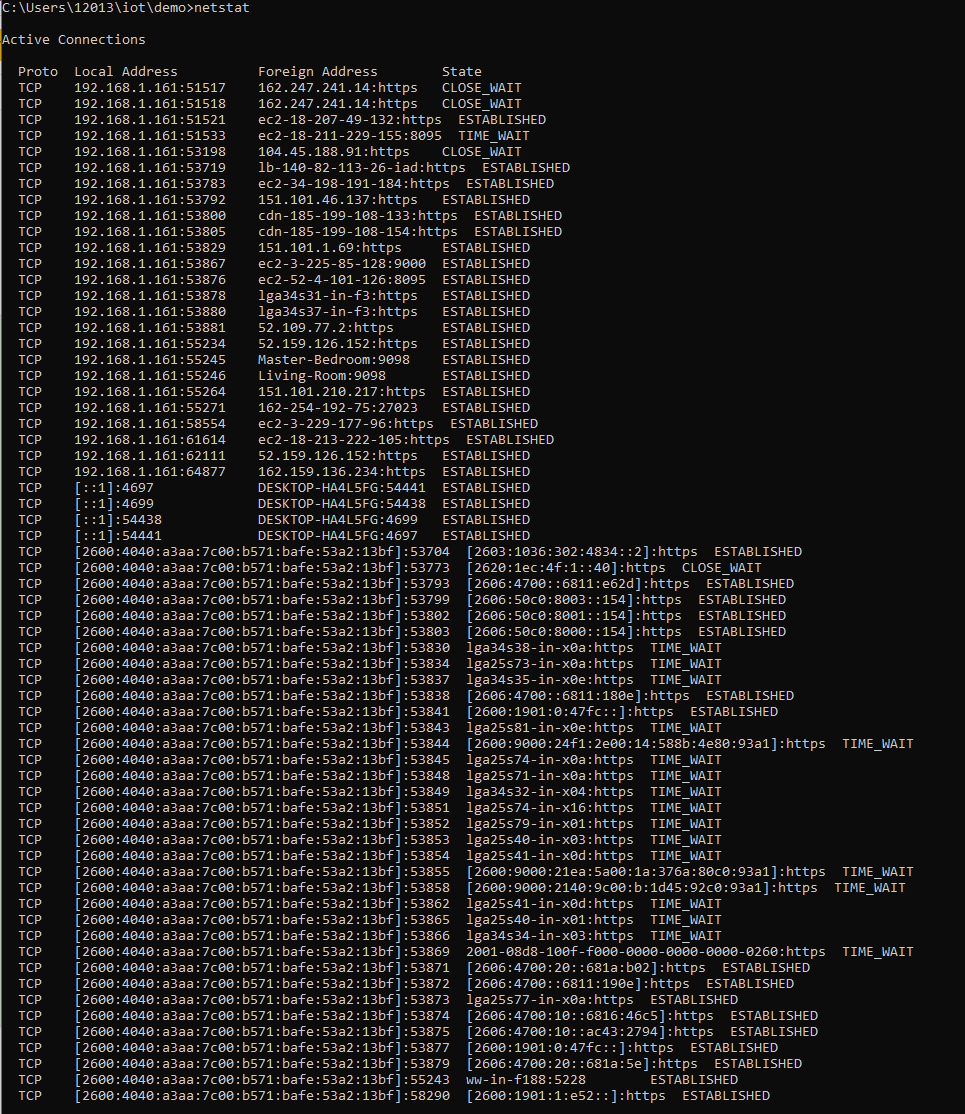 C:\Users\12013\iot\demo>netstat
Active Connections
Proto Local Address Foreign Address State
TCP 192.168.1.161:51517 162.247.241.14:https CLOSE_WAIT
TCP 192.168.1.161:51518 162.247.241.14:https CLOSE_WAIT
TCP 192.168.1.161:51521 ec2-18-207-49-132:https ESTABLISHED
TCP 192.168.1.161:51533 ec2-18-211-229-155:8095 TIME_WAIT
TCP 192.168.1.161:53198 104.45.188.91:https CLOSE_WAIT
TCP 192.168.1.161:53719 lb-140-82-113-26-iad:https ESTABLISHED
TCP 192.168.1.161:53783 ec2-34-198-191-184:https ESTABLISHED
TCP 192.168.1.161:53792 151.101.46.137:https ESTABLISHED
TCP 192.168.1.161:53800 cdn-185-199-108-133:https ESTABLISHED
TCP 192.168.1.161:53805 cdn-185-199-108-154:https ESTABLISHED
TCP 192.168.1.161:53829 151.101.1.69:https ESTABLISHED
TCP 192.168.1.161:53867 ec2-3-225-85-128:9000 ESTABLISHED
TCP 192.168.1.161:53876 ec2-52-4-101-126:8095 ESTABLISHED
TCP 192.168.1.161:53878 lga34s31-in-f3:https ESTABLISHED
TCP 192.168.1.161:53880 lga34s37-in-f3:https ESTABLISHED
TCP 192.168.1.161:53881 52.109.77.2:https ESTABLISHED
TCP 192.168.1.161:55234 52.159.126.152:https ESTABLISHED
TCP 192.168.1.161:55245 Master-Bedroom:9098 ESTABLISHED
TCP 192.168.1.161:55246 Living-Room:9098 ESTABLISHED
TCP 192.168.1.161:55264 151.101.210.217:https ESTABLISHED
TCP 192.168.1.161:55271 162-254-192-75:27023 ESTABLISHED
TCP 192.168.1.161:58554 ec2-3-229-177-96:https ESTABLISHED
TCP 192.168.1.161:61614 ec2-18-213-222-105:https ESTABLISHED
TCP 192.168.1.161:62111 52.159.126.152:https ESTABLISHED
TCP 192.168.1.161:64877 162.159.136.234:https ESTABLISHED
TCP [::1]:4697 DESKTOP-HA4L5FG:54441 ESTABLISHED
TCP [::1]:4699 DESKTOP-HA4L5FG:54438 ESTABLISHED
TCP [::1]:54438 DESKTOP-HA4L5FG:4699 ESTABLISHED
TCP [::1]:54441 DESKTOP-HA4L5FG:4697 ESTABLISHED
TCP [2600:4040:a3aa:7c00:b571:bafe:53a2:13bf]:53704 [2603:1036:302:4834::2]:https ESTABLISHED
TCP [2600:4040:a3aa:7c00:b571:bafe:53a2:13bf]:53773 [2620:1ec:4f:1::40]:https CLOSE_WAIT
TCP [2600:4040:a3aa:7c00:b571:bafe:53a2:13bf]:53793 [2606:4700::6811:e62d]:https ESTABLISHED
TCP [2600:4040:a3aa:7c00:b571:bafe:53a2:13bf]:53799 [2606:50c0:8003::154]:https ESTABLISHED
TCP [2600:4040:a3aa:7c00:b571:bafe:53a2:13bf]:53802 [2606:50c0:8001::154]:https ESTABLISHED
TCP [2600:4040:a3aa:7c00:b571:bafe:53a2:13bf]:53803 [2606:50c0:8000::154]:https ESTABLISHED
TCP [2600:4040:a3aa:7c00:b571:bafe:53a2:13bf]:53830 lga34s38-in-x0a:https TIME_WAIT
TCP [2600:4040:a3aa:7c00:b571:bafe:53a2:13bf]:53834 lga25s73-in-x0a:https TIME_WAIT
TCP [2600:4040:a3aa:7c00:b571:bafe:53a2:13bf]:53837 lga34s35-in-x0e:https TIME_WAIT
TCP [2600:4040:a3aa:7c00:b571:bafe:53a2:13bf]:53838 [2606:4700::6811:180e]:https ESTABLISHED
TCP [2600:4040:a3aa:7c00:b571:bafe:53a2:13bf]:53841 [2600:1901:0:47fc::]:https ESTABLISHED
TCP [2600:4040:a3aa:7c00:b571:bafe:53a2:13bf]:53843 lga25s81-in-x0e:https TIME_WAIT
TCP [2600:4040:a3aa:7c00:b571:bafe:53a2:13bf]:53844 [2600:9000:24f1:2e00:14:588b:4e80:93a1]:https TIME_WAIT
TCP [2600:4040:a3aa:7c00:b571:bafe:53a2:13bf]:53845 lga25s74-in-x0a:https TIME_WAIT
TCP [2600:4040:a3aa:7c00:b571:bafe:53a2:13bf]:53848 lga25s71-in-x0a:https TIME_WAIT
TCP [2600:4040:a3aa:7c00:b571:bafe:53a2:13bf]:53849 lga34s32-in-x04:https TIME_WAIT
TCP [2600:4040:a3aa:7c00:b571:bafe:53a2:13bf]:53851 lga25s74-in-x16:https TIME_WAIT
TCP [2600:4040:a3aa:7c00:b571:bafe:53a2:13bf]:53852 lga25s79-in-x01:https TIME_WAIT
TCP [2600:4040:a3aa:7c00:b571:bafe:53a2:13bf]:53853 lga25s40-in-x03:https TIME_WAIT
TCP [2600:4040:a3aa:7c00:b571:bafe:53a2:13bf]:53854 lga25s41-in-x0d:https TIME_WAIT
TCP [2600:4040:a3aa:7c00:b571:bafe:53a2:13bf]:53855 [2600:9000:21ea:5a00:1a:376a:80c0:93a1]:https TIME_WAIT
TCP [2600:4040:a3aa:7c00:b571:bafe:53a2:13bf]:53858 [2600:9000:2140:9c00:b:1d45:92c0:93a1]:https TIME_WAIT
TCP [2600:4040:a3aa:7c00:b571:bafe:53a2:13bf]:53862 lga25s41-in-x0d:https TIME_WAIT
TCP [2600:4040:a3aa:7c00:b571:bafe:53a2:13bf]:53865 lga25s40-in-x01:https TIME_WAIT
TCP [2600:4040:a3aa:7c00:b571:bafe:53a2:13bf]:53866 lga34s34-in-x03:https TIME_WAIT
TCP [2600:4040:a3aa:7c00:b571:bafe:53a2:13bf]:53869 2001-08d8-100f-f000-0000-0000-0000-0260:https TIME_WAIT
TCP [2600:4040:a3aa:7c00:b571:bafe:53a2:13bf]:53871 [2606:4700:20::681a:b02]:https ESTABLISHED
TCP [2600:4040:a3aa:7c00:b571:bafe:53a2:13bf]:53872 [2606:4700::6811:190e]:https ESTABLISHED
TCP [2600:4040:a3aa:7c00:b571:bafe:53a2:13bf]:53873 lga25s77-in-x0a:https ESTABLISHED
TCP [2600:4040:a3aa:7c00:b571:bafe:53a2:13bf]:53874 [2606:4700:10::6816:46c5]:https ESTABLISHED
TCP [2600:4040:a3aa:7c00:b571:bafe:53a2:13bf]:53875 [2606:4700:10::ac43:2794]:https ESTABLISHED
TCP [2600:4040:a3aa:7c00:b571:bafe:53a2:13bf]:53877 [2600:1901:0:47fc::]:https ESTABLISHED
TCP [2600:4040:a3aa:7c00:b571:bafe:53a2:13bf]:53879 [2606:4700:20::681a:5e]:https ESTABLISHED
TCP [2600:4040:a3aa:7c00:b571:bafe:53a2:13bf]:55243 ww-in-f188:5228 ESTABLISHED
TCP [2600:4040:a3aa:7c00:b571:bafe:53a2:13bf]:58290 [2600:1901:1:e52::]:https ESTABLISHED